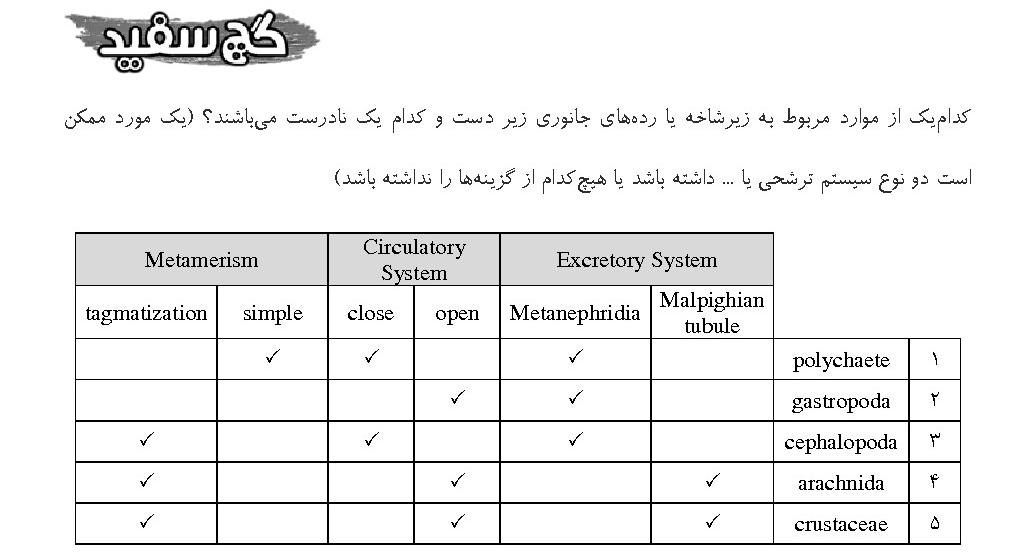 گچ سفید
کدام‌یک از موارد مربوط به زیرشاخه یا رده‌های جانوری زیر دست و کدام یک نادرست می‌باشند؟ (یک مورد ممکن
است دو نوع سیستم ترشحی یا ... داشته باشد یا هیچ‌کدام از گزینه‌ها را نداشته باشد)
Metamerism Circulatory System Excretory System
tagmatization simple close open Metanephridia Malpighian tubule
✓ ✓ ✓ polychaete ۱
✓ ✓ gastropoda ۲
✓ ✓ ✓ cephalopoda ۳
✓ ✓ ✓ arachnida ۴
✓ ✓ ✓ crustaceae ۵